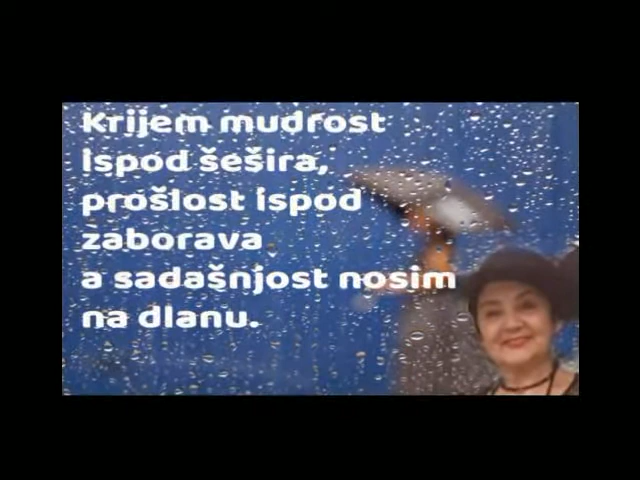 Krijem mudrost
ispod šešira,
prošlost ispod
zaborava
a sadašnjost nosim
na dlanu.